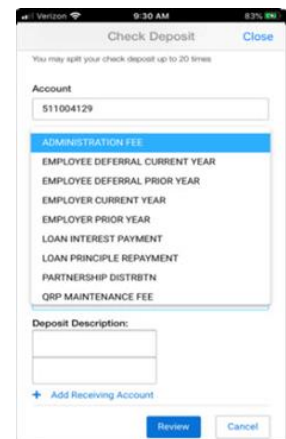 Verizon 9:30 AM 83%
Check Deposit Close
You may split your check deposit up to 20 times
Account
511004129
ADMINISTRATION FEE
EMPLOYEE DEFERRAL CURRENT YEAR
EMPLOYEE DEFERRAL PRIOR YEAR
EMPLOYER CURRENT YEAR
EMPLOYER PRIOR YEAR
LOAN INTEREST PAYMENT
LOAN PRINCIPLE REPAYMENT
PARTNERSHIP DISTRBTN
QRP MAINTENANCE FEE
Deposit Description:
+ Add Receiving Account
Review Cancel